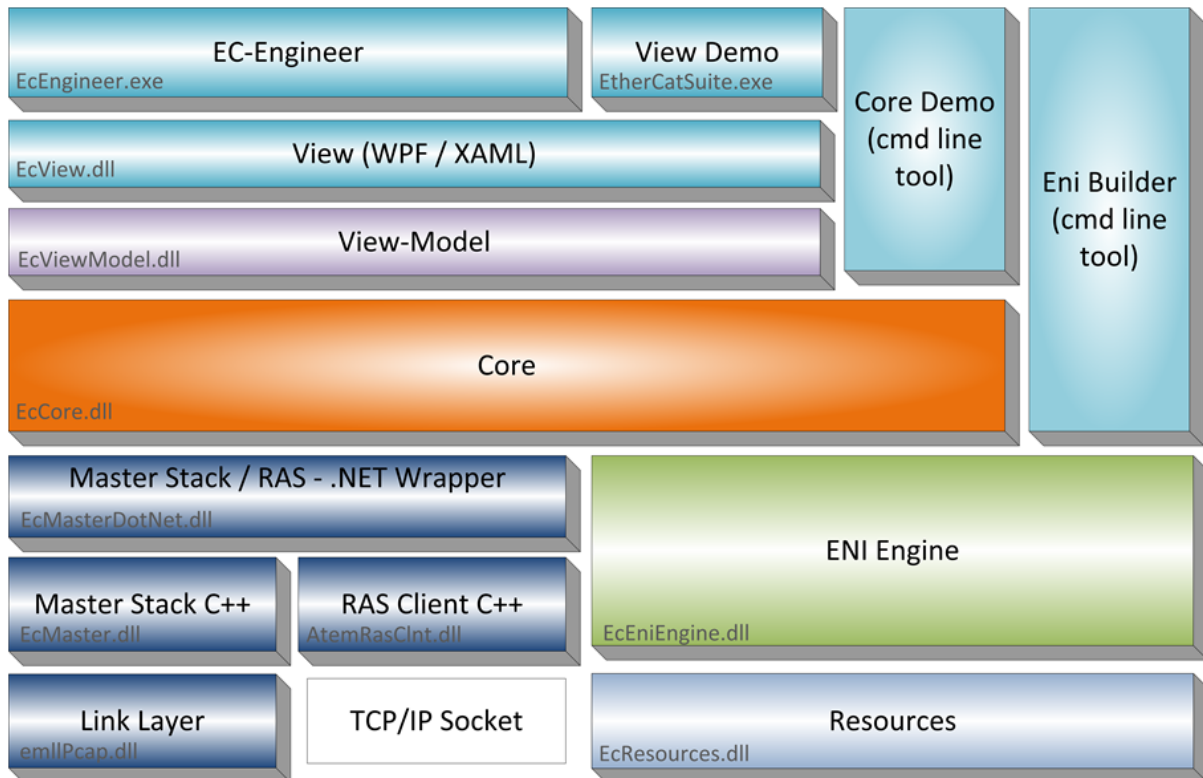 EC-Engineer
EcEngineer.exe
View Demo
EtherCatSuite.exe
Core Demo
(cmd line
tool)
Eni Builder
(cmd line
tool)
View (WPF / XAML)
EcView.dll
View-Model
EcViewModel.dll
Core
EcCore.dll
Master Stack / RAS - .NET Wrapper
EcMasterDotNet.dll
ENI Engine
EcEniEngine.dll
Master Stack C++
EcMaster.dll
RAS Client C++
AtemRasClnt.dll
Link Layer
emllPcap.dll
TCP/IP Socket
Resources
EcResources.dll